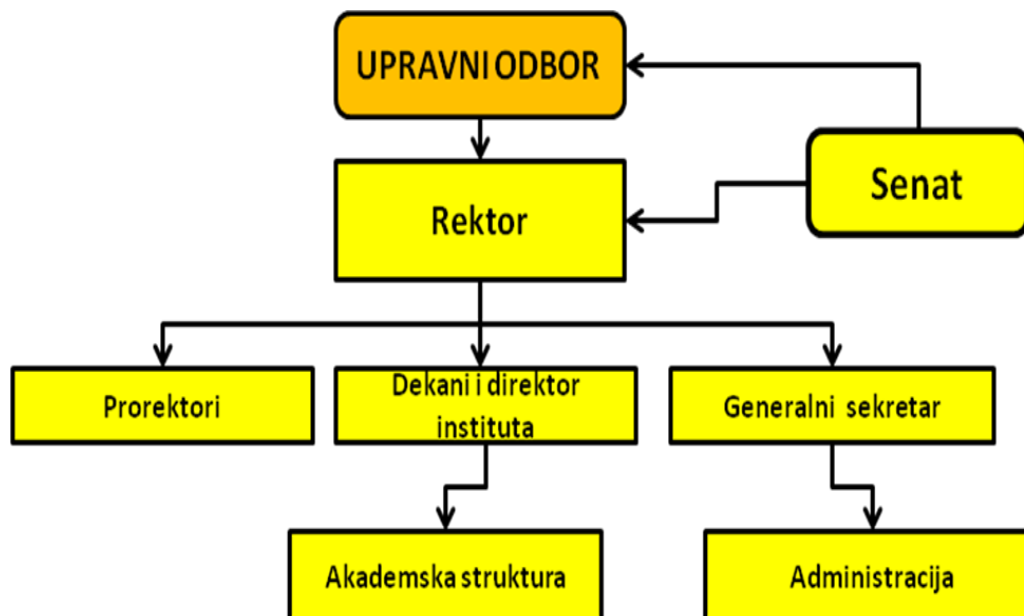 UPRAVNI ODBOR
Senat
Rektor
Prorektori
Dekani i direktor
instituta
Generalni sekretar
Akademska struktura
Administracija